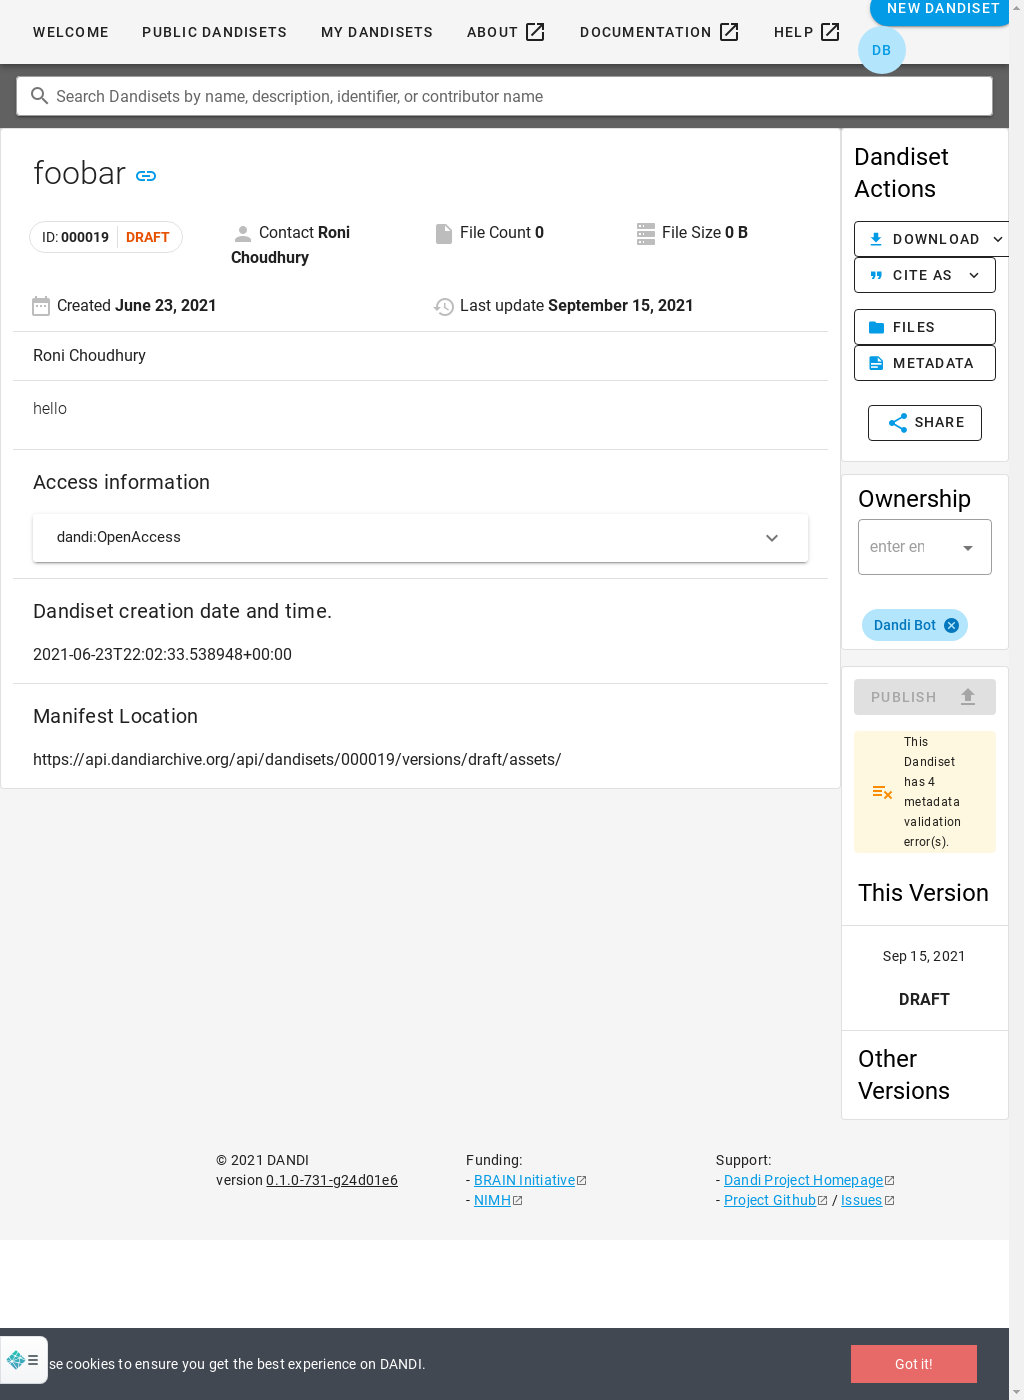 NEW DANDISET
WELCOME PUBLIC DANDISETS MY DANDISETS ABOUT DOCUMENTATION HELP
DB
Search Dandisets by name, description, identifier, or contributor name
foobar
ID: 000019 DRAFT
Contact Roni Choudhury
File Count 0
File Size 0 B
Created June 23, 2021
Last update September 15, 2021
Roni Choudhury
hello
Access information
dandi:OpenAccess
Dandiset creation date and time.
2021-06-23T22:02:33.538948+00:00
Manifest Location
https://api.dandiarchive.org/api/dandisets/000019/versions/draft/assets/
Dandiset
Actions
DOWNLOAD
CITE AS
FILES
METADATA
SHARE
Ownership
enter en
Dandi Bot
PUBLISH
This
Dandiset
has 4
metadata
validation
error(s).
This Version
Sep 15, 2021
DRAFT
Other
Versions
© 2021 DANDI
version 0.1.0-731-g24d01e6
Funding:
- BRAIN Initiative
- NIMH
Support:
- Dandi Project Homepage
- Project Github / Issues
se cookies to ensure you get the best experience on DANDI.
Got it!